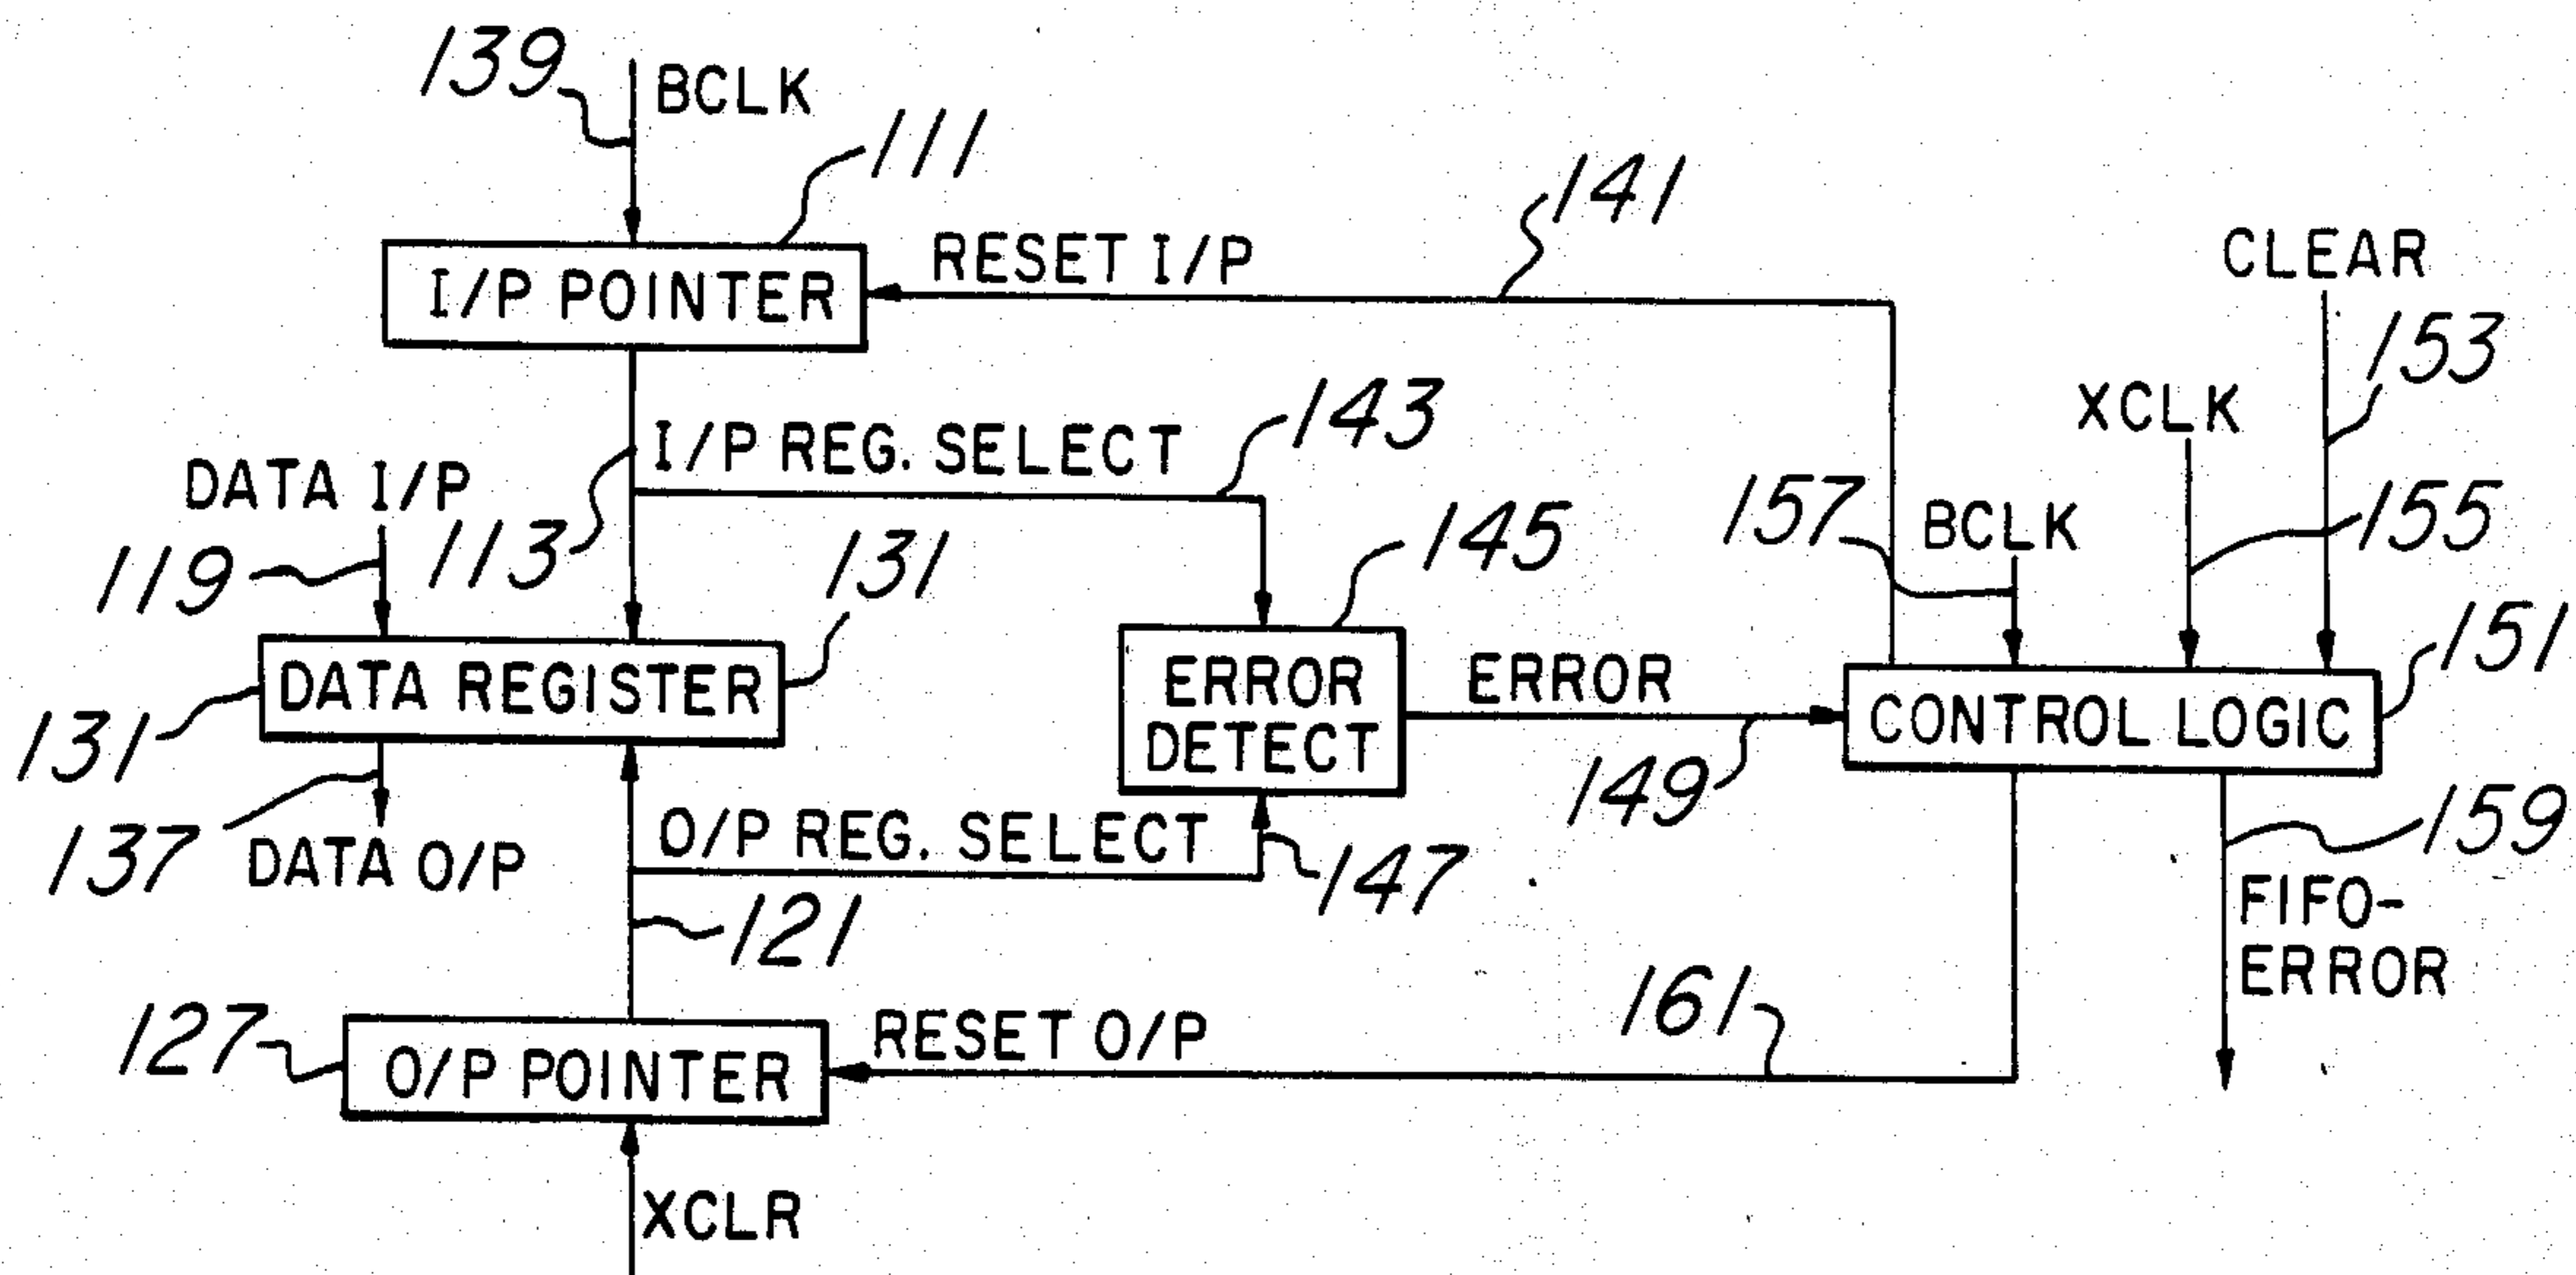 139
BCLK
111
141
RESET I/P
I/P POINTER
CLEAR
153
XCLK
143
I/P REG. SELECT
DATA I/P
113
119
131
145
157
BCLK
155
151
DATA REGISTER
131
ERROR
DETECT
ERROR
149
CONTROL LOGIC
137
DATA O/P
O/P REG. SELECT
147
159
FIFO-
ERROR
121
127
O/P POINTER
RESET O/P
161
XCLR